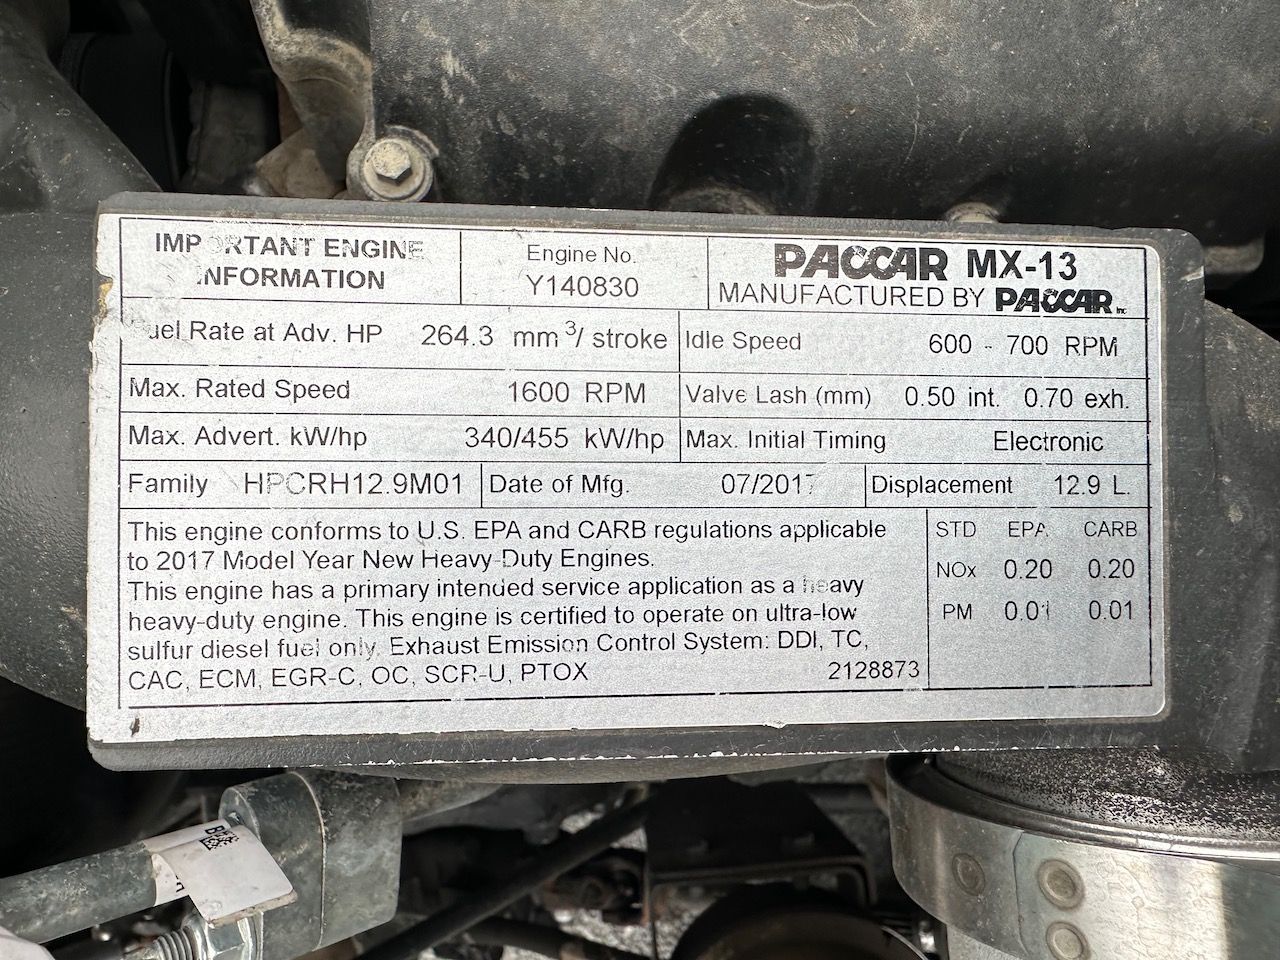 IMPORTANT ENGINE
INFORMATION
Engine No.
Y140830
PACCAR MX-13
MANUFACTURED BY PACCAR Inc
Fuel Rate at Adv. HP 264.3 mm³/ stroke
Idle Speed 600 - 700 RPM
Max. Rated Speed 1600 RPM
Valve Lash (mm) 0.50 int. 0.70 exh.
Max. Advert. kW/hp 340/455 kW/hp
Max. Initial Timing Electronic
Family HPCRH12.9M01
Date of Mfg. 07/2017
Displacement 12.9 L.
This engine conforms to U.S. EPA and CARB regulations applicable
to 2017 Model Year New Heavy-Duty Engines.
This engine has a primary intended service application as a heavy
heavy-duty engine. This engine is certified to operate on ultra-low
sulfur diesel fuel only. Exhaust Emission Control System: DDI, TC,
CAC, ECM, EGR-C, OC, SCR-U, PTOX 2128873
STD EPA CARB
NOx 0.20 0.20
PM 0.01 0.01